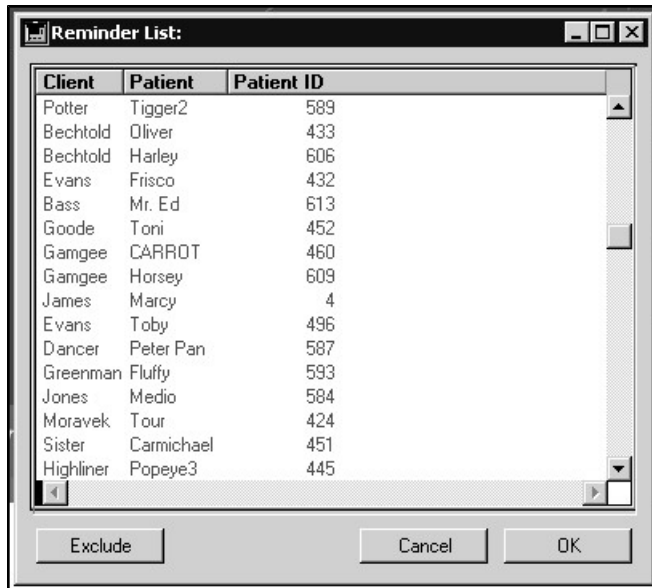 Reminder List:
Client Patient Patient ID
Potter Tigger2 589
Bechtold Oliver 433
Bechtold Harley 606
Evans Frisco 432
Bass Mr. Ed 613
Goode Toni 452
Gamgee CARROT 460
Gamgee Horsey 609
James Marcy 4
Evans Toby 496
Dancer Peter Pan 587
Greenman Fluffy 593
Jones Medio 584
Moravek Tour 424
Sister Carmichael 451
Highliner Popeye3 445
Exclude Cancel OK